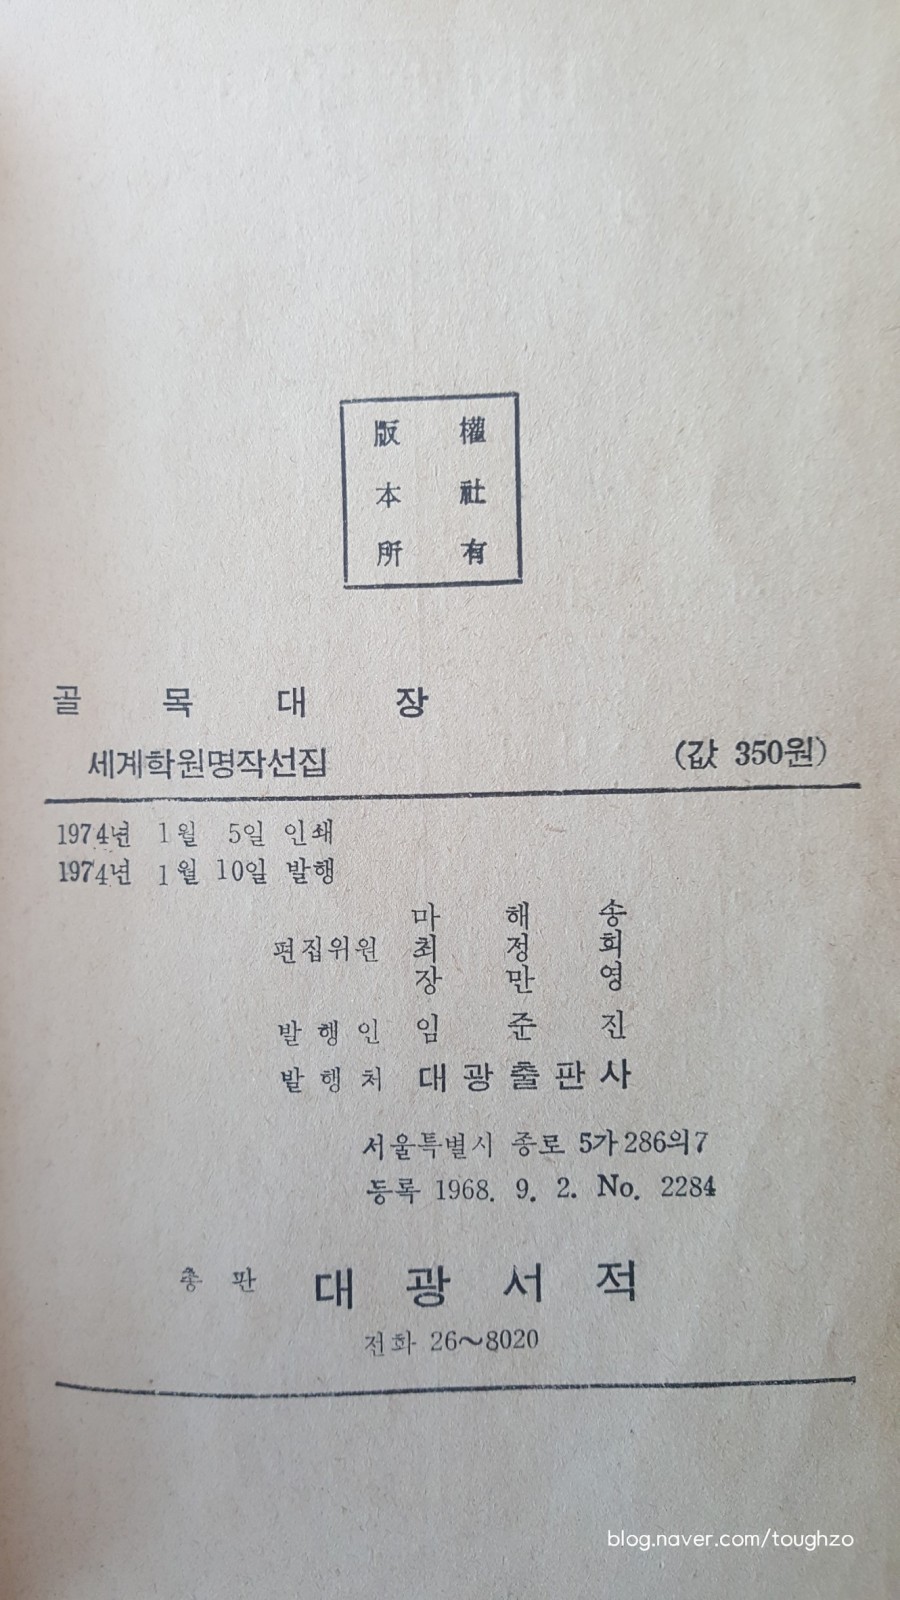 版 權
本 社
所 有
골 목 대 장
세계학원명작선집 (값 350원)
1974년 1월 5일 인쇄
1974년 1월 10일 발행
마 해 송
편집위원 최 정 희
장 만 영
발 행 인 임 준 진
발 행 처 대광출판사
서울특별시 종로 5가 286의 7
등록 1968. 9. 2. No. 2284
총 판 대 광 서 적
전화 26~8020
blog.naver.com/toughzo